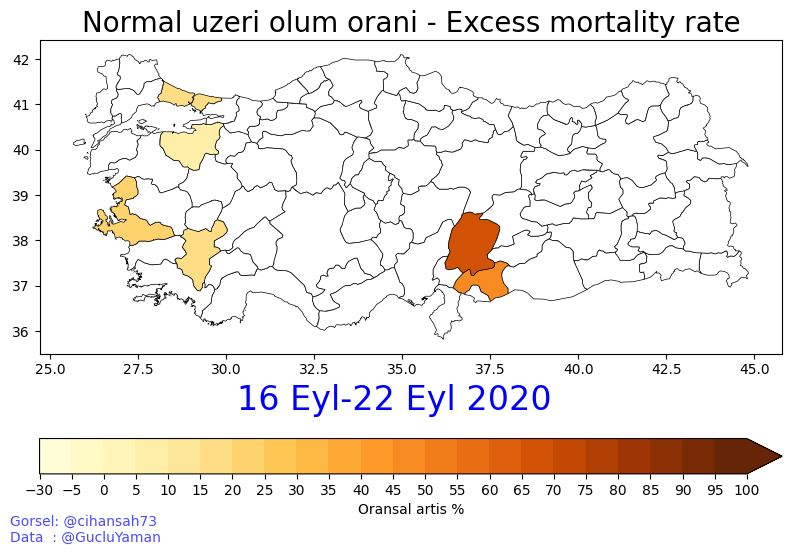 Normal uzeri olum orani - Excess mortality rate
42
41
40
39
38
37
36
25.0 27.5 30.0 32.5 35.0 37.5 40.0 42.5 45.0
16 Eyl-22 Eyl 2020
−30 −5 0 5 10 15 20 25 30 35 40 45 50 55 60 65 70 75 80 85 90 95 100
Oransal artis %
Gorsel: @cihansah73
Data : @GucluYaman